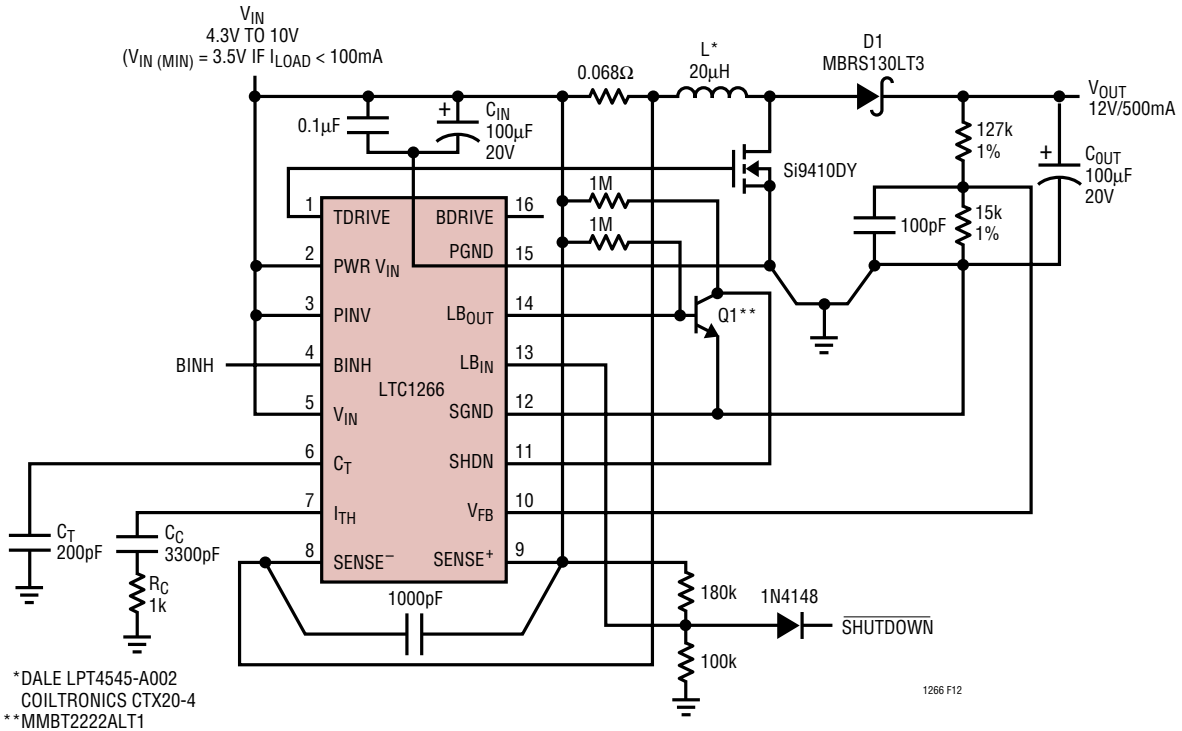 V_IN
4.3V TO 10V
(V_IN (MIN) = 3.5V IF I_LOAD < 100mA
0.1µF
+
C_IN
100µF
20V
0.068Ω
L*
20µH
D1
MBRS130LT3
V_OUT
12V/500mA
127k
1%
+
C_OUT
100µF
20V
Si9410DY
1M
1M
100pF
15k
1%
1
TDRIVE
BDRIVE
16
2
PWR V_IN
PGND
15
3
PINV
LB_OUT
14
Q1**
BINH
4
BINH
LB_IN
13
LTC1266
5
V_IN
SGND
12
6
C_T
SHDN
11
7
I_TH
V_FB
10
8
SENSE⁻
SENSE⁺
9
C_T
200pF
C_C
3300pF
R_C
1k
1000pF
180k
1N4148
SHUTDOWN
100k
*DALE LPT4545-A002
COILTRONICS CTX20-4
**MMBT2222ALT1
1266 F12